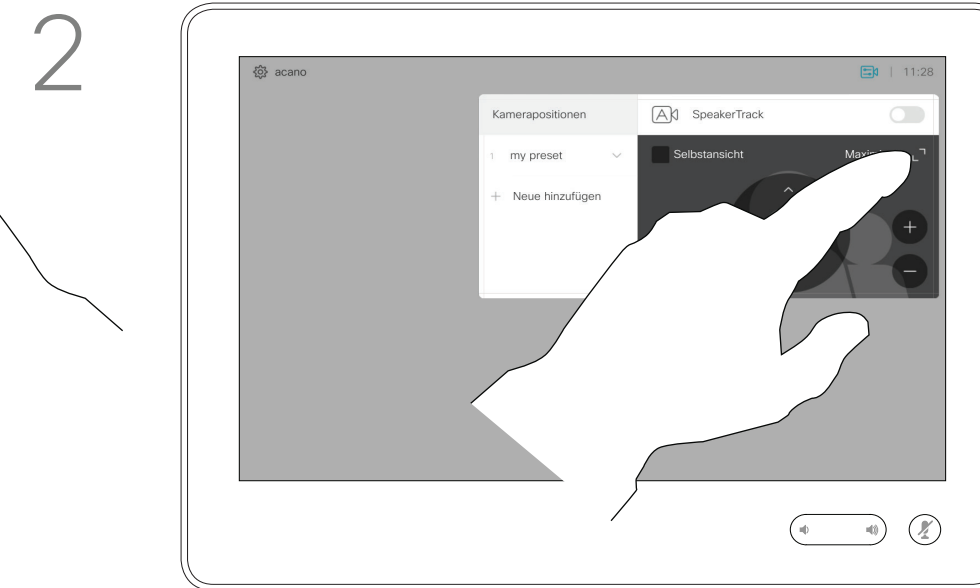 2
acano
11:28
Kamerapositionen
SpeakerTrack
1 my preset
Selbstansicht
+ Neue hinzufügen